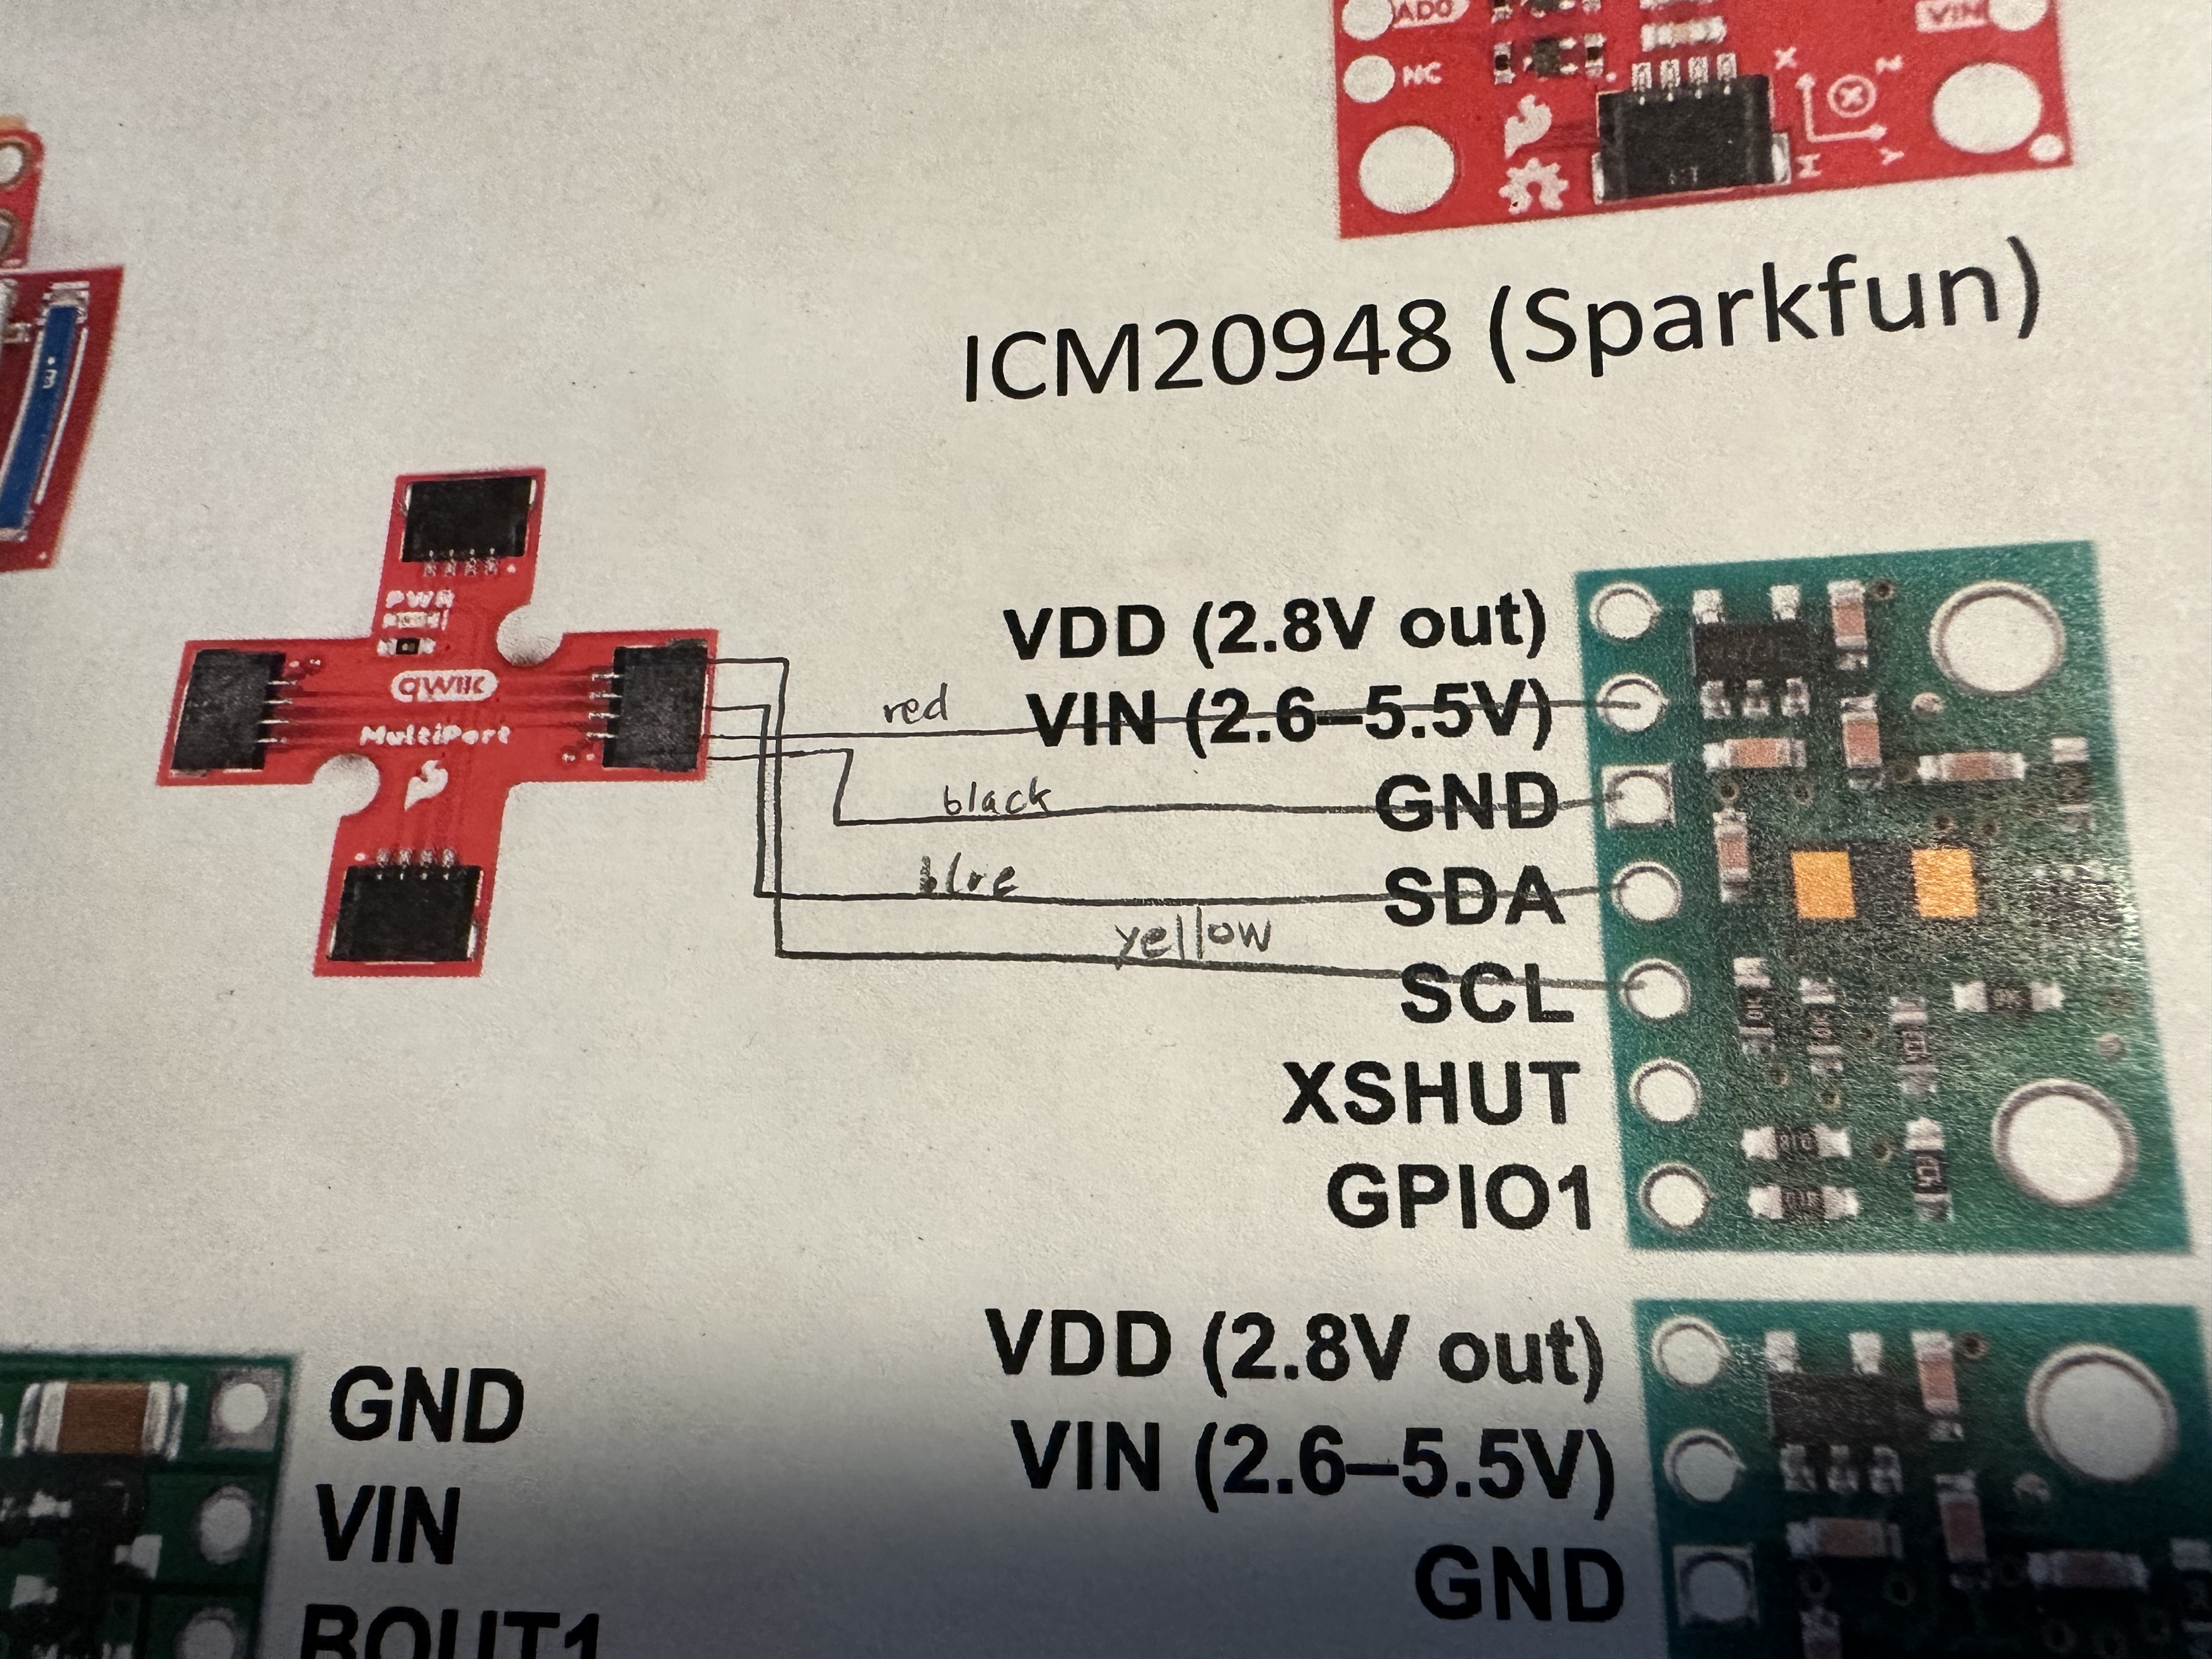 AD0
VIN
NC
X
Z
Y
M
ICM20948 (Sparkfun)
PWR
qwiic
MultiPort
VDD (2.8V out)
red
VIN (2.6–5.5V)
black
GND
blue
SDA
yellow
SCL
XSHUT
GPIO1
VDD (2.8V out)
VIN (2.6–5.5V)
GND
GND
VIN
BOUT1